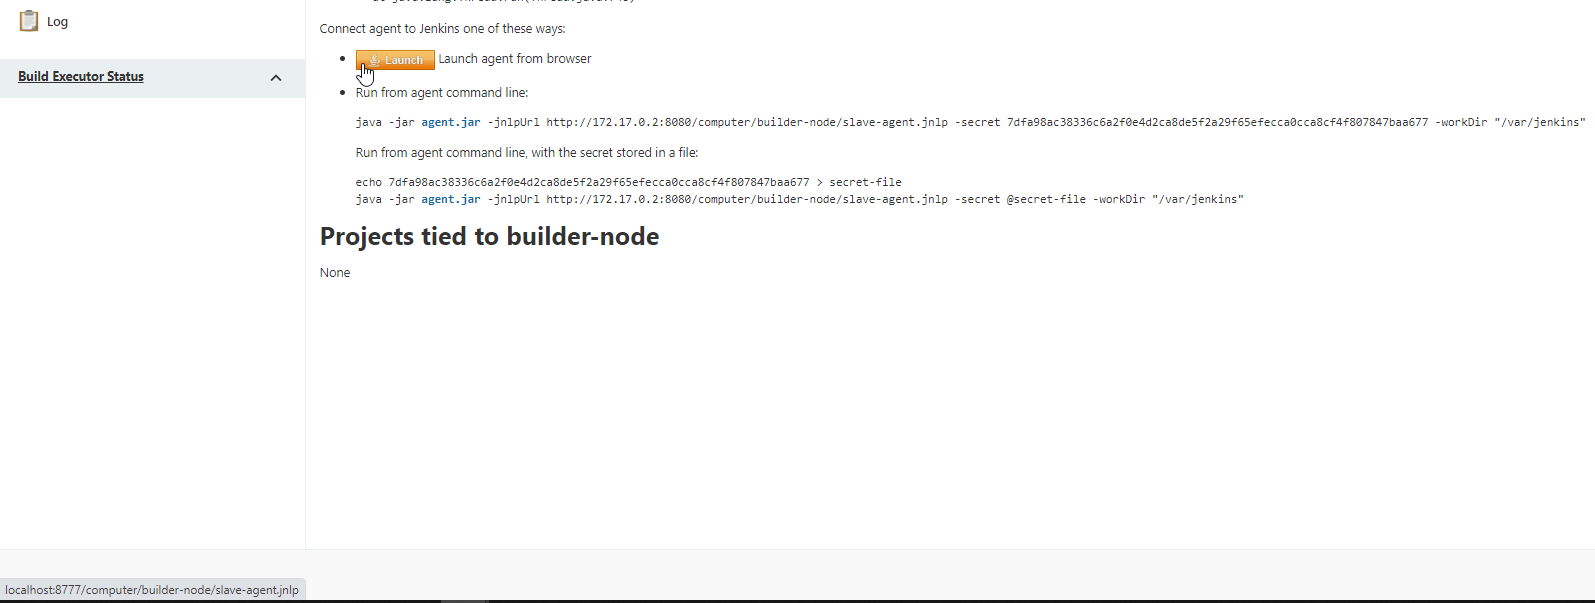 Log
Build Executor Status
Connect agent to Jenkins one of these ways:
Launch Launch agent from browser
Run from agent command line:
java -jar agent.jar -jnlpUrl http://172.17.0.2:8080/computer/builder-node/slave-agent.jnlp -secret 7dfa98ac38336c6a2f0e4d2ca8de5f2a29f65efecca0cca8cf4f807847baa677 -workDir "/var/jenkins"
Run from agent command line, with the secret stored in a file:
echo 7dfa98ac38336c6a2f0e4d2ca8de5f2a29f65efecca0cca8cf4f807847baa677 > secret-file
java -jar agent.jar -jnlpUrl http://172.17.0.2:8080/computer/builder-node/slave-agent.jnlp -secret @secret-file -workDir "/var/jenkins"
Projects tied to builder-node
None
localhost:8777/computer/builder-node/slave-agent.jnlp